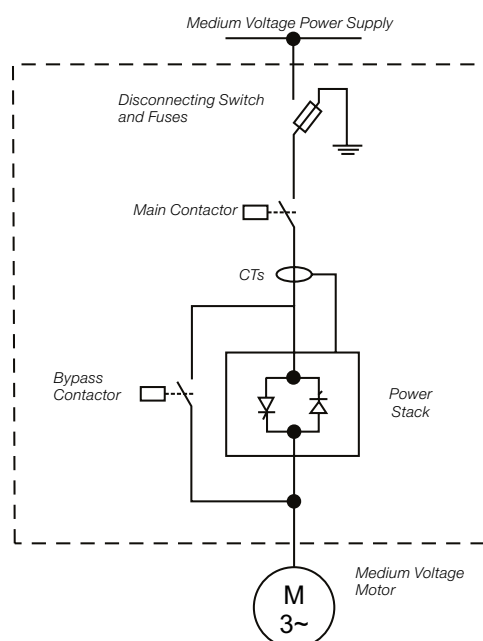 Medium Voltage Power Supply
Disconnecting Switch
and Fuses
Main Contactor
CTs
Bypass
Contactor
Power
Stack
Medium Voltage
Motor
M
3~